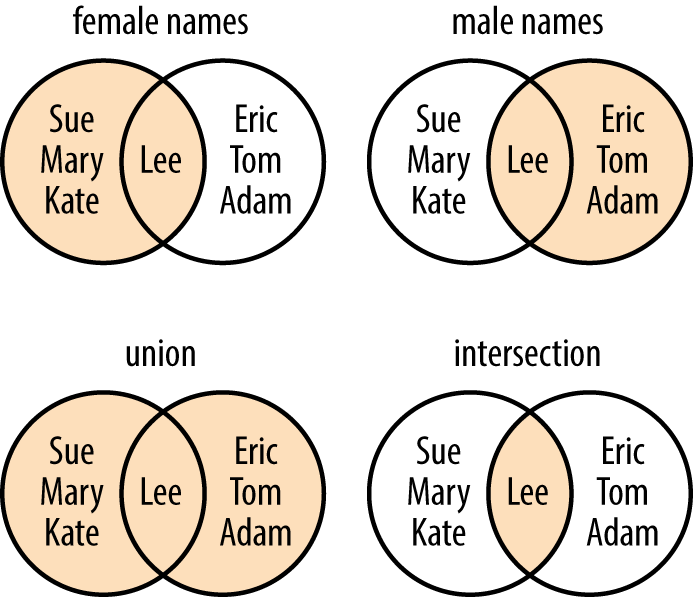 female names
Sue
Mary
Kate
Lee
Eric
Tom
Adam
male names
Sue
Mary
Kate
Lee
Eric
Tom
Adam
union
Sue
Mary
Kate
Lee
Eric
Tom
Adam
intersection
Sue
Mary
Kate
Lee
Eric
Tom
Adam